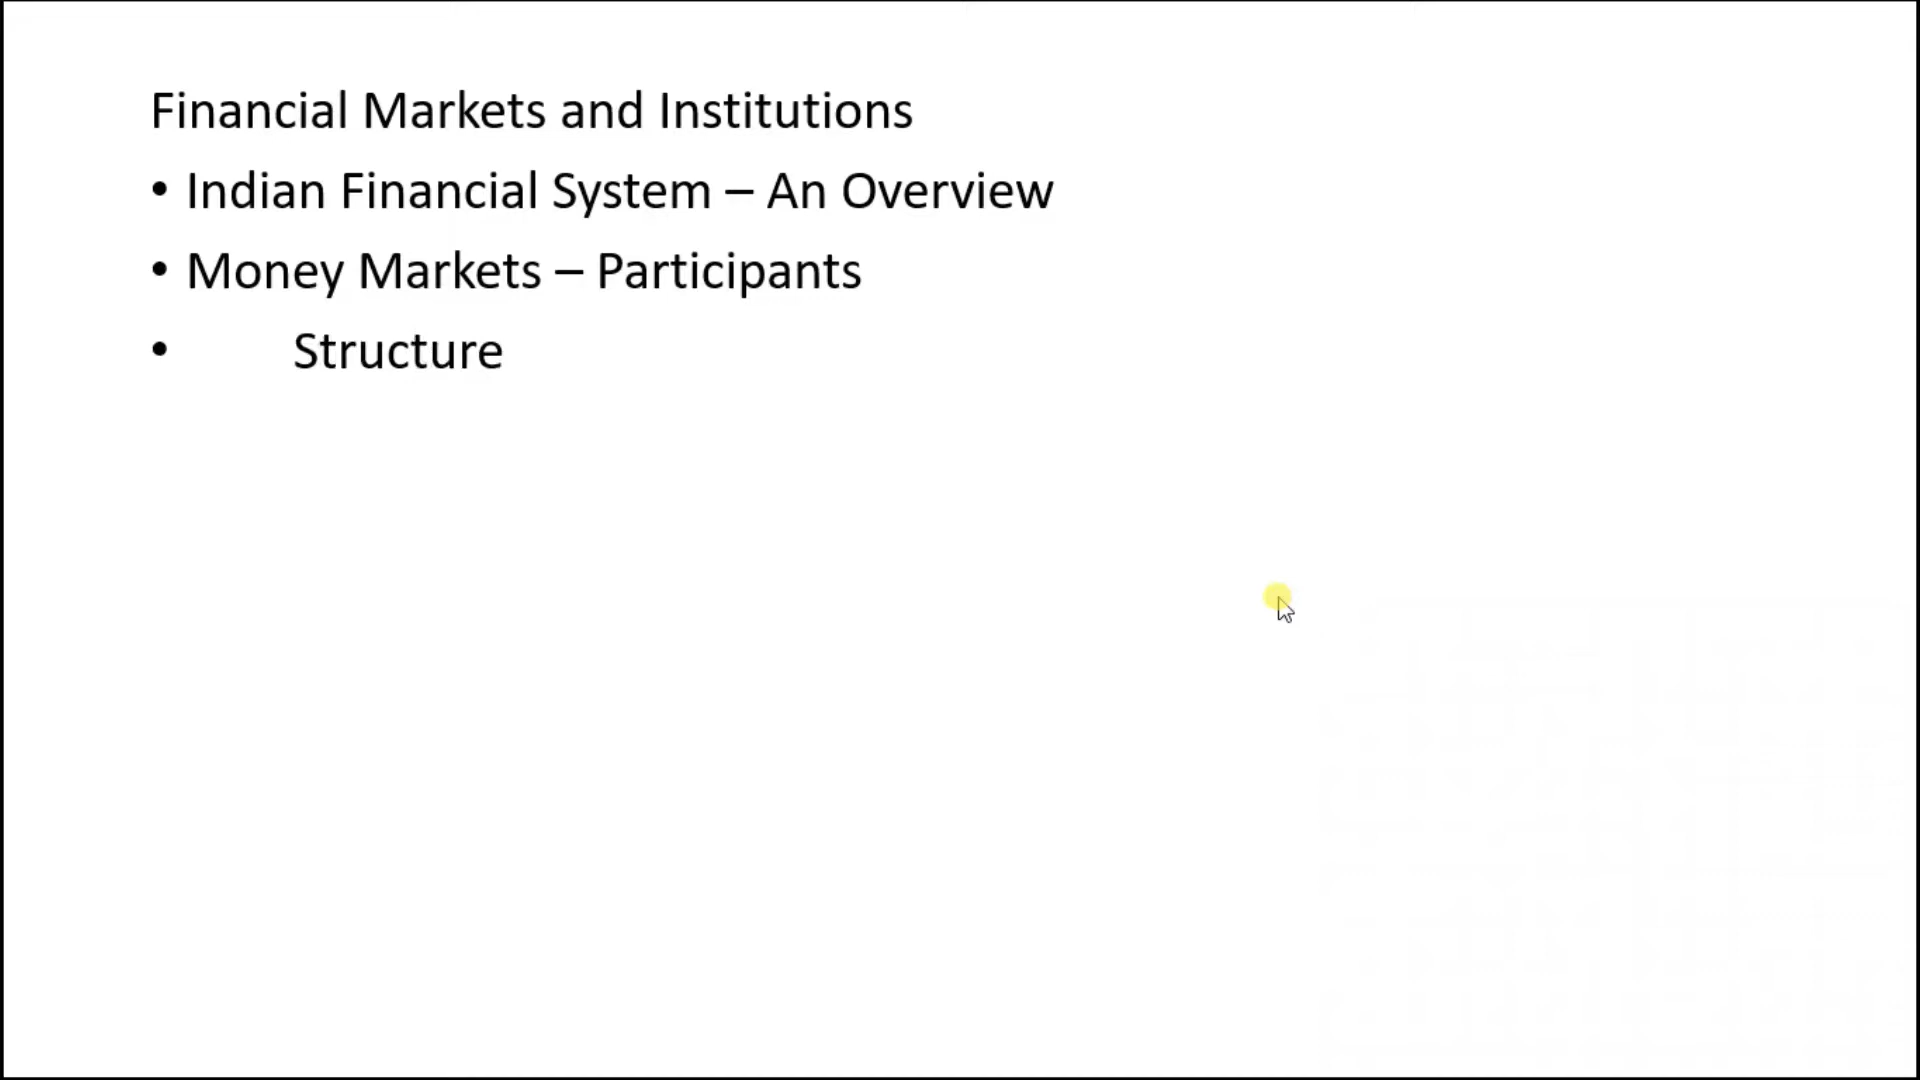 Financial Markets and Institutions
• Indian Financial System – An Overview
• Money Markets – Participants
• Structure